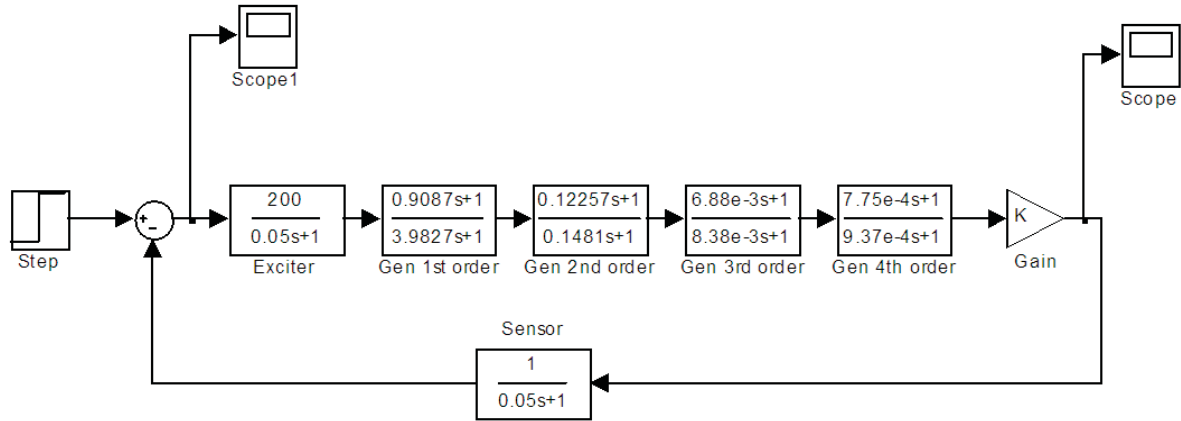 Scope1
Scope
Step
+
−
200
0.05s+1
Exciter
0.9087s+1
3.9827s+1
Gen 1st order
0.12257s+1
0.1481s+1
Gen 2nd order
6.88e-3s+1
8.38e-3s+1
Gen 3rd order
7.75e-4s+1
9.37e-4s+1
Gen 4th order
K
Gain
Sensor
1
0.05s+1